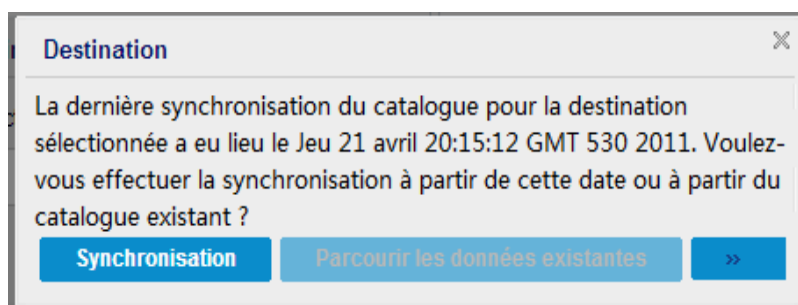 Destination
La dernière synchronisation du catalogue pour la destination
sélectionnée a eu lieu le Jeu 21 avril 20:15:12 GMT 530 2011. Voulez-
vous effectuer la synchronisation à partir de cette date ou à partir du
catalogue existant ?
Synchronisation Parcourir les données existantes »